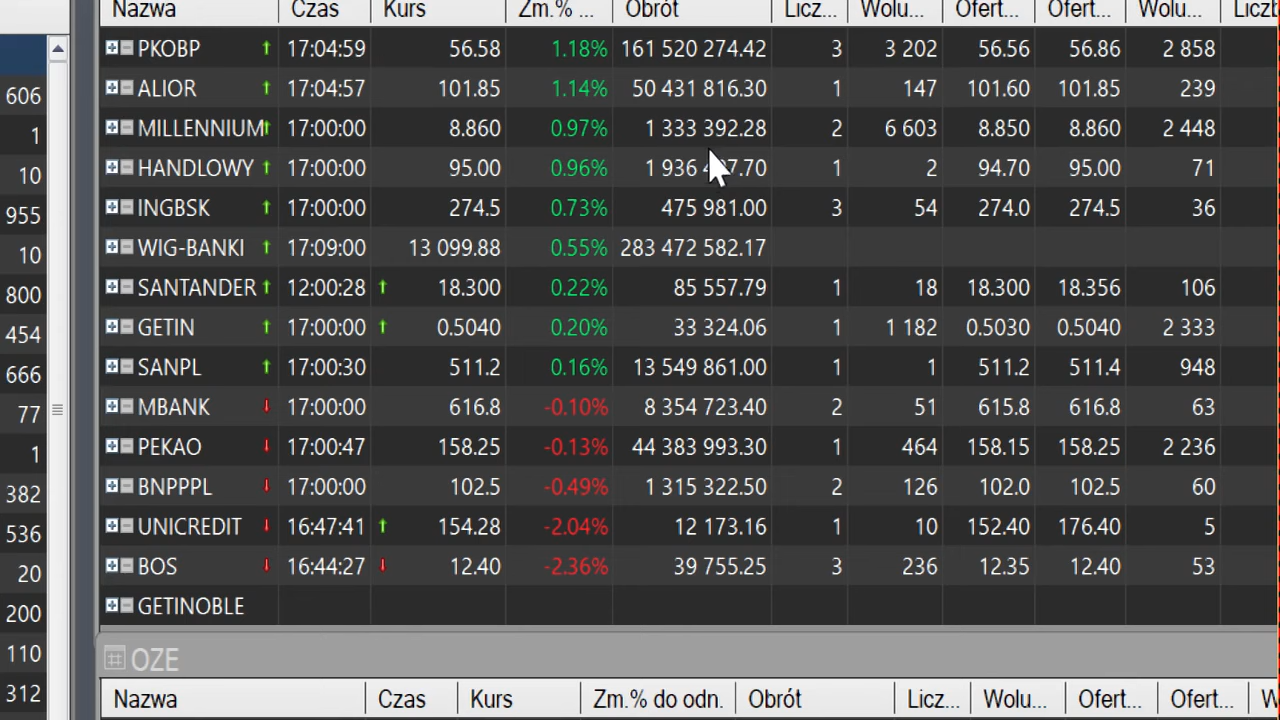 Nazwa Czas Kurs Zm.% ... Obrót Licz... Wolu... Ofert... Ofert... Wolu...
PKOBP 17:04:59 56.58 1.18% 161 520 274.42 3 3 202 56.56 56.86 2 858
606 ALIOR 17:04:57 101.85 1.14% 50 431 816.30 1 147 101.60 101.85 239
1 MILLENNIUM 17:00:00 8.860 0.97% 1 333 392.28 2 6 603 8.850 8.860 2 448
10 HANDLOWY 17:00:00 95.00 0.96% 1 936 7.70 1 2 94.70 95.00 71
955 INGBSK 17:00:00 274.5 0.73% 475 981.00 3 54 274.0 274.5 36
10 WIG-BANKI 17:09:00 13 099.88 0.55% 283 472 582.17
800 SANTANDER 12:00:28 18.300 0.22% 85 557.79 1 18 18.300 18.356 106
454 GETIN 17:00:00 0.5040 0.20% 33 324.06 1 1 182 0.5030 0.5040 2 333
666 SANPL 17:00:30 511.2 0.16% 13 549 861.00 1 1 511.2 511.4 948
77 MBANK 17:00:00 616.8 -0.10% 8 354 723.40 2 51 615.8 616.8 63
1 PEKAO 17:00:47 158.25 -0.13% 44 383 993.30 1 464 158.15 158.25 2 236
382 BNPPPL 17:00:00 102.5 -0.49% 1 315 322.50 2 126 102.0 102.5 60
536 UNICREDIT 16:47:41 154.28 -2.04% 12 173.16 1 10 152.40 176.40 5
20 BOS 16:44:27 12.40 -2.36% 39 755.25 3 236 12.35 12.40 53
200 GETINOBLE
110 OZE
312 Nazwa Czas Kurs Zm.% do odn. Obrót Licz... Wolu... Ofert... Ofert...